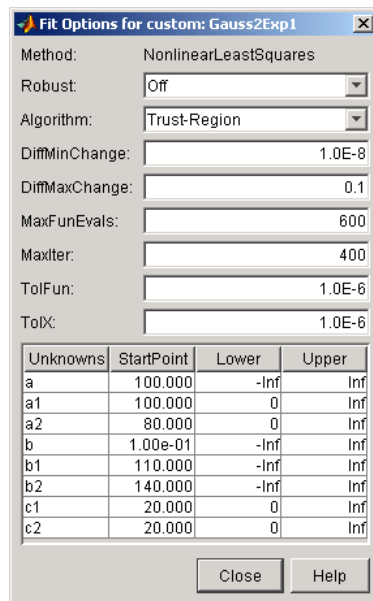 Fit Options for custom: Gauss2Exp1
Method: NonlinearLeastSquares
Robust: Off
Algorithm: Trust-Region
DiffMinChange: 1.0E-8
DiffMaxChange: 0.1
MaxFunEvals: 600
MaxIter: 400
TolFun: 1.0E-6
TolX: 1.0E-6
Unknowns StartPoint Lower Upper
a 100.000 -Inf Inf
a1 100.000 0 Inf
a2 80.000 0 Inf
b 1.00e-01 -Inf Inf
b1 110.000 -Inf Inf
b2 140.000 -Inf Inf
c1 20.000 0 Inf
c2 20.000 0 Inf
Close Help